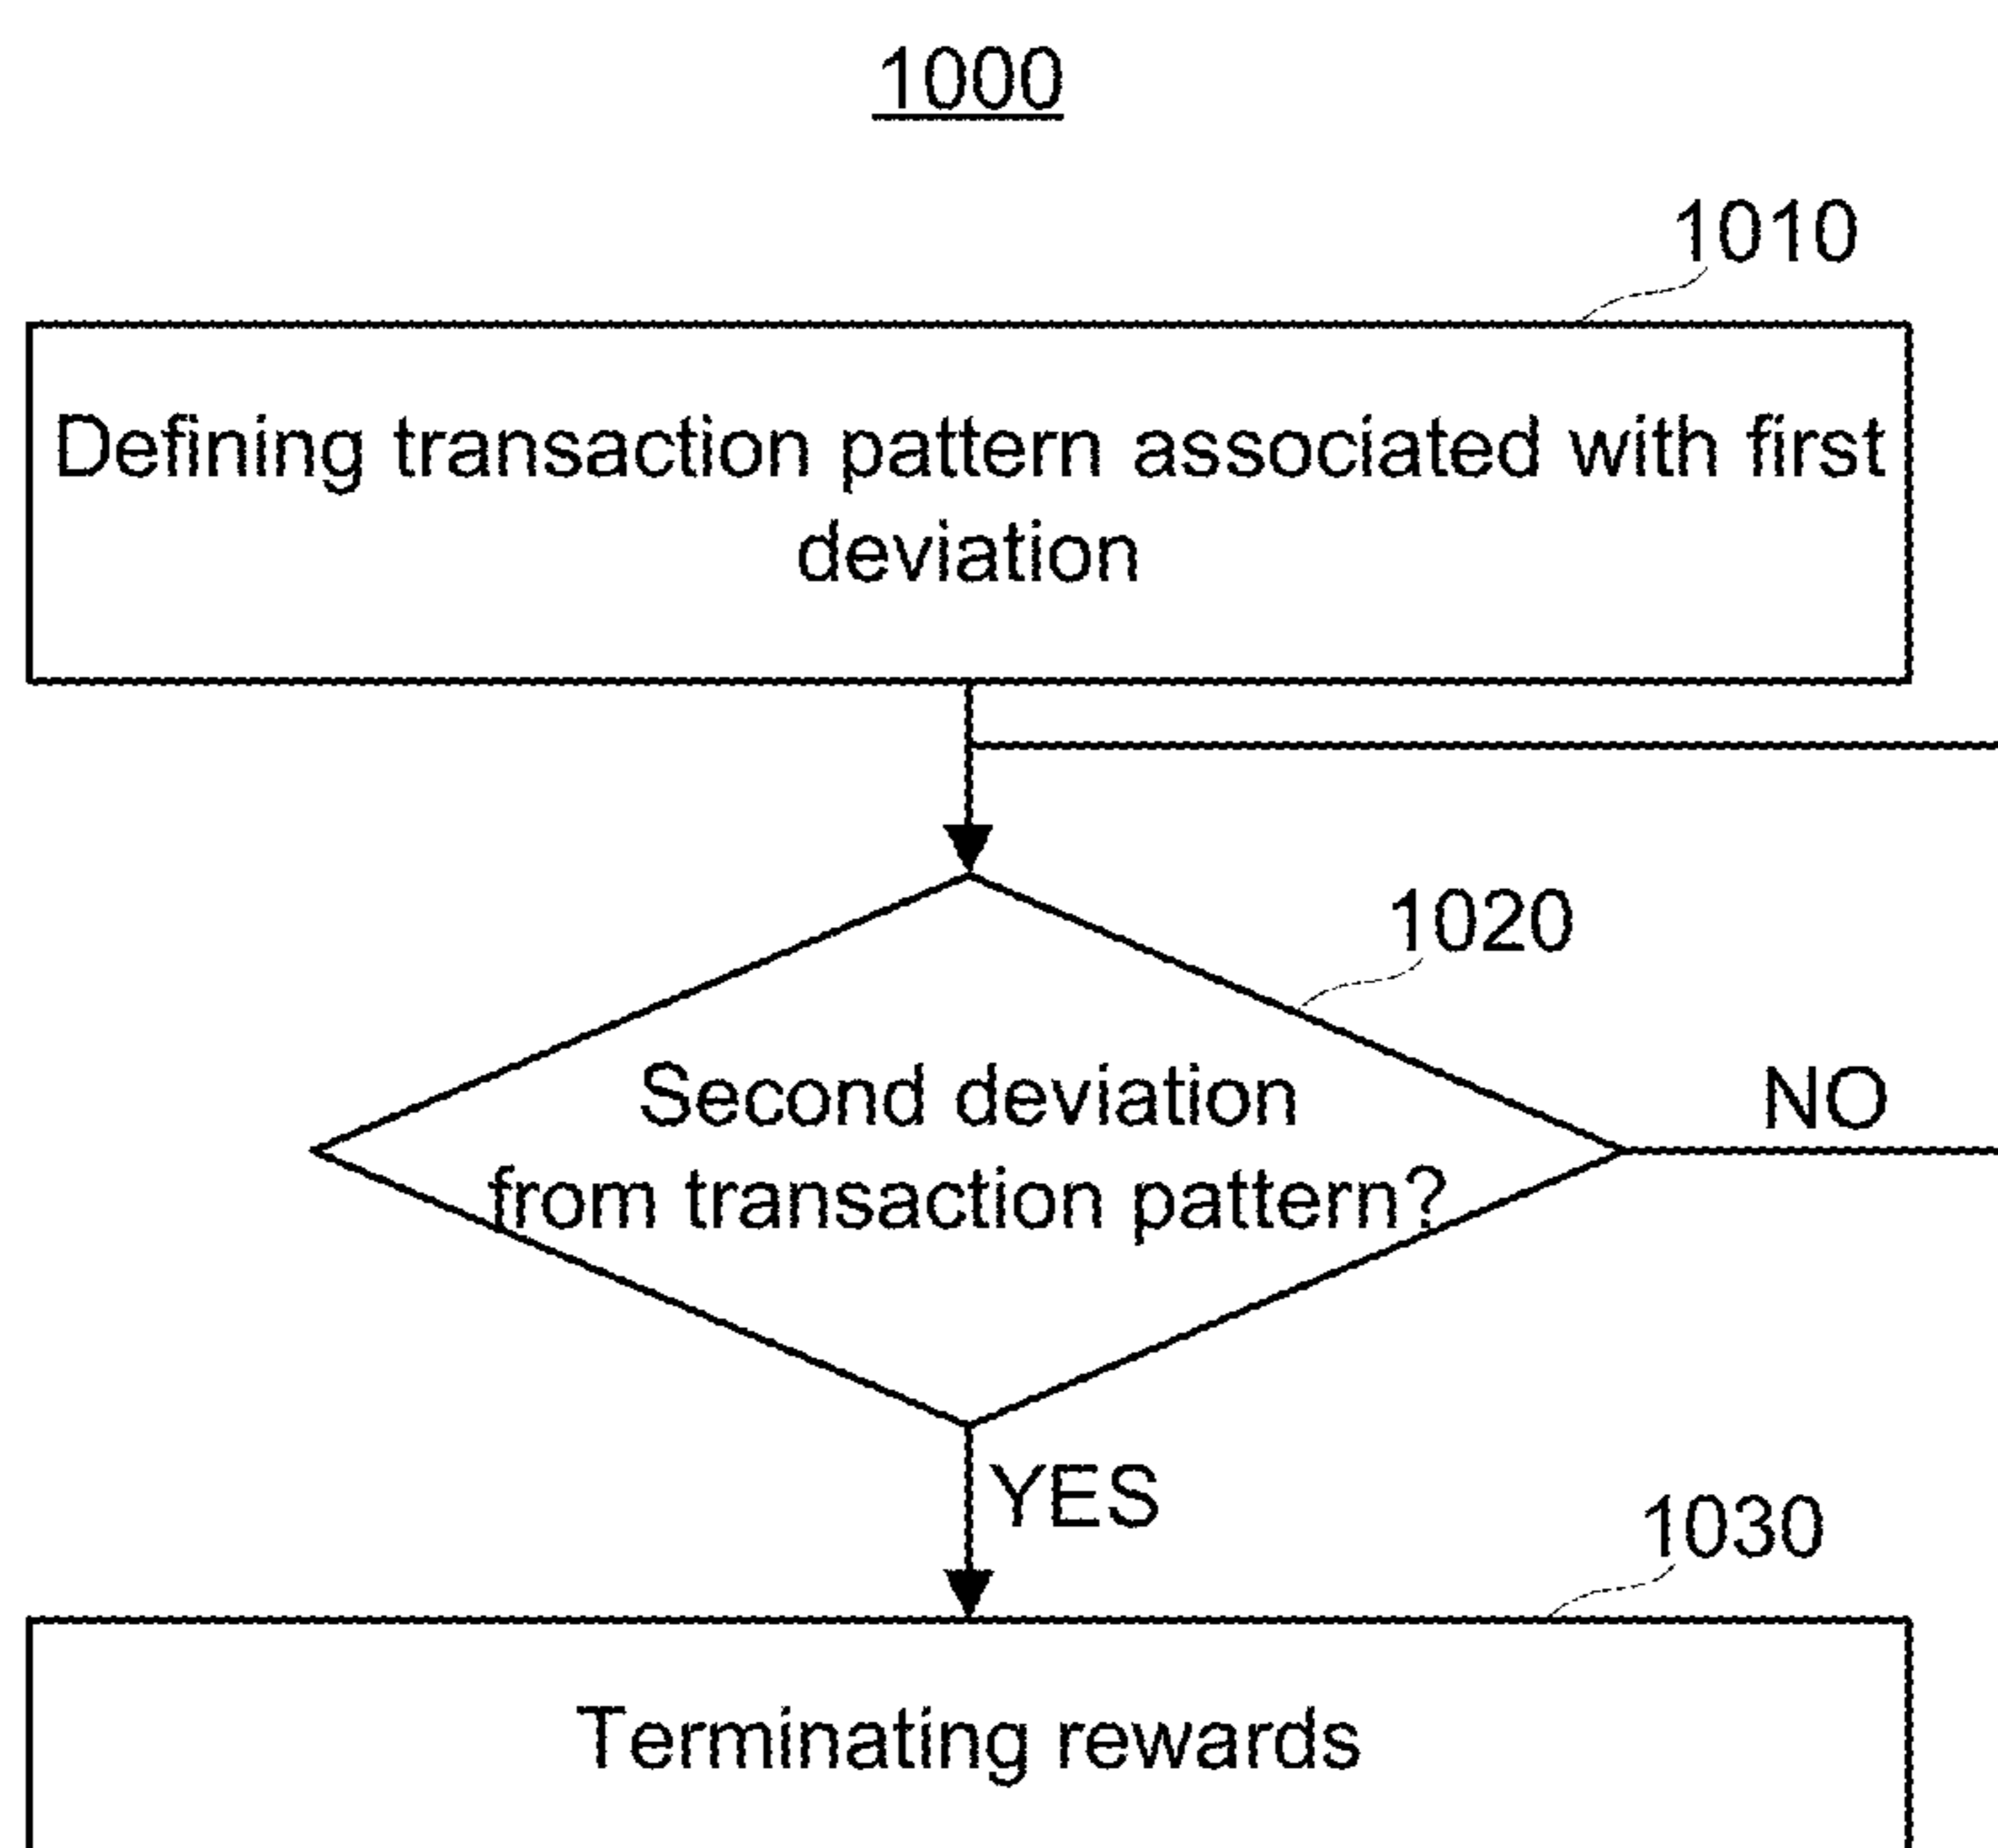 1000
1010
Defining transaction pattern associated with first
deviation
1020
Second deviation
from transaction pattern?
NO
YES
1030
Terminating rewards